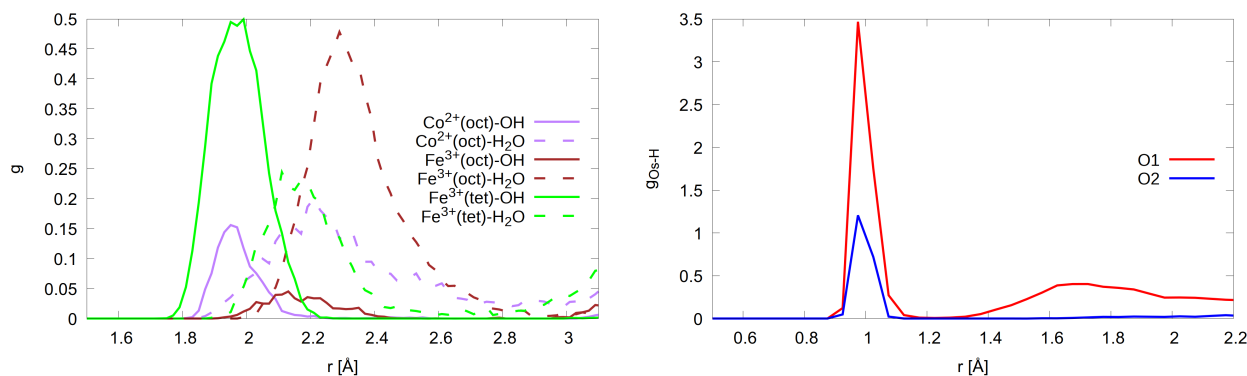 0.5
0.45
0.4
0.35
0.3
0.25
0.2
0.15
0.1
0.05
0
g
1.6 1.8 2 2.2 2.4 2.6 2.8 3
r [Å]
Co²⁺(oct)-OH
Co²⁺(oct)-H₂O
Fe³⁺(oct)-OH
Fe³⁺(oct)-H₂O
Fe³⁺(tet)-OH
Fe³⁺(tet)-H₂O
3.5
3
2.5
2
1.5
1
0.5
0
gOs-H
0.6 0.8 1 1.2 1.4 1.6 1.8 2 2.2
r [Å]
O1
O2